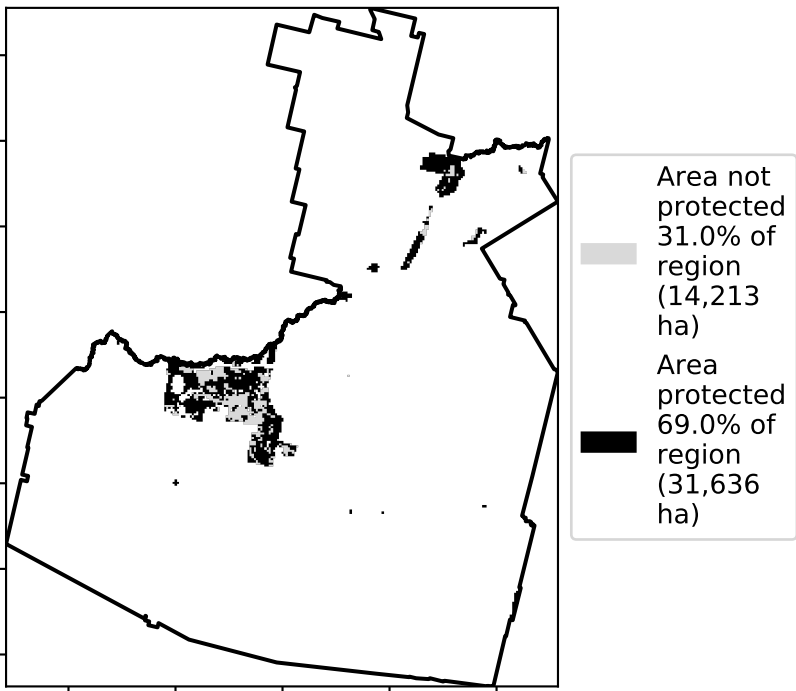 Area not
protected
31.0% of
region
(14,213
ha)
Area
protected
69.0% of
region
(31,636
ha)